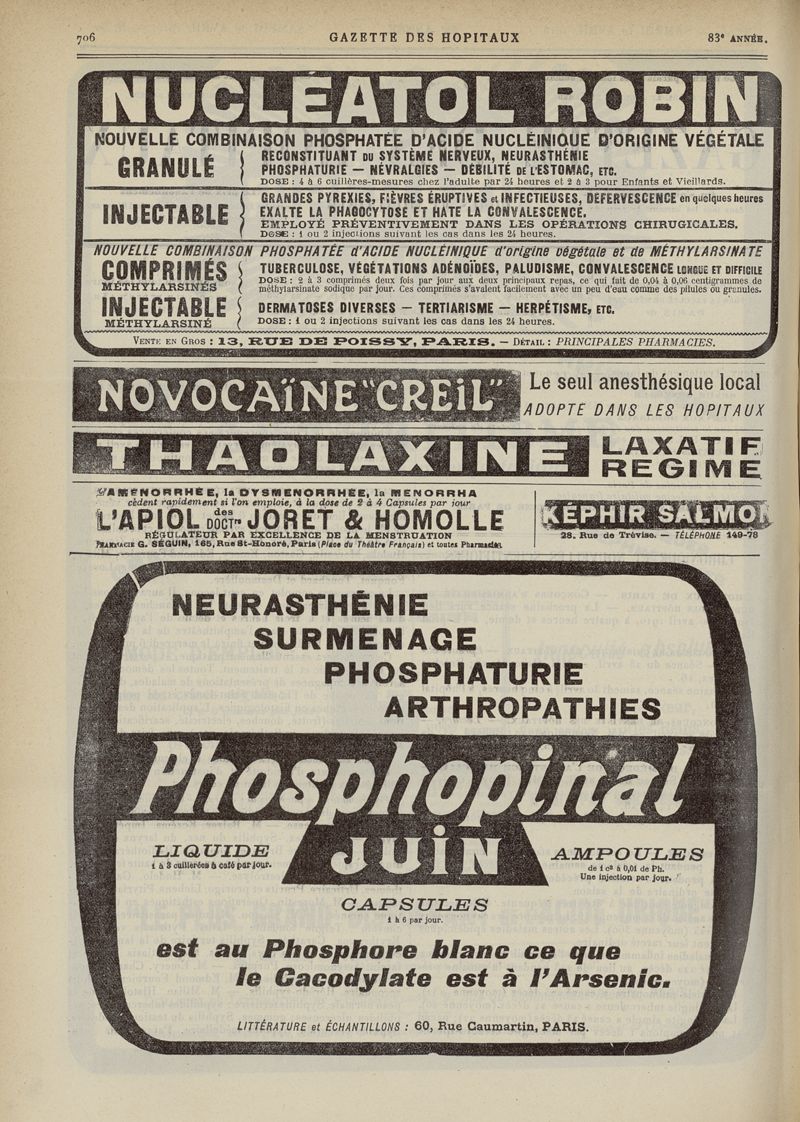 706
GAZETTE DES HOPITAUX
83e ANNÉE.
NUCLÉATOL ROBIN
NOUVELLE COMBINAISON PHOSPHATÉE D'ACIDE NUCLÉINIQUE D'ORIGINE VÉGÉTALE
GRANULÉ
RECONSTITUANT DU SYSTÈME NERVEUX, NEURASTHÉNIE
PHOSPHATURIE — NÉVRALGIES — DÉBILITÉ DE L'ESTOMAC, ETC.
DOSE : 4 à 6 cuillères-mesures chez l'adulte par 24 heures et 2 à 3 pour Enfants et Vieillards.
INJECTABLE
GRANDES PYREXIES, FIÈVRES ÉRUPTIVES et INFECTIEUSES, DEFERVESCENCE en quelques heures
EXALTE LA PHAGOCYTOSE ET HATE LA CONVALESCENCE.
EMPLOYÉ PRÉVENTIVEMENT DANS LES OPÉRATIONS CHIRUGICALES.
DOSE : 1 ou 2 injections suivant les cas dans les 24 heures.
NOUVELLE COMBINAISON PHOSPHATÉE d'ACIDE NUCLÉINIQUE d'origine végétale et de MÉTHYLARSINATE
COMPRIMÉS
MÉTHYLARSINÉS
TUBERCULOSE, VÉGÉTATIONS ADÉNOÏDES, PALUDISME, CONVALESCENCE LONGUE ET DIFFICILE
DOSE : 2 à 3 comprimés deux fois par jour aux deux principaux repas, ce qui fait de 0,04 à 0,06 centigrammes de
méthylarsinate sodique par jour. Ces comprimés s'avalent facilement avec un peu d'eau comme des pilules ou granules.
INJECTABLE
MÉTHYLARSINÉ
DERMATOSES DIVERSES — TERTIARISME — HERPÉTISME, ETC.
DOSE : 1 ou 2 injections suivant les cas dans les 24 heures.
VENTE EN GROS : 13, RUE DE POISSY, PARIS. — DÉTAIL : PRINCIPALES PHARMACIES.
NOVOCAÏNE "CREIL"
Le seul anesthésique local
ADOPTE DANS LES HOPITAUX
THAOLAXINE
LAXATIF
REGIME
L'AMENORRHÉE, la DYSMENORRHÉE, la MENORRHA
cèdent rapidement si l'on emploie, à la dose de 2 à 4 Capsules par jour
L'APIOL des DOCTrs JORET & HOMOLLE
RÉGULATEUR PAR EXCELLENCE DE LA MENSTRUATION
PHARMACIE G. SÉGUIN, 165, Rue St-Honoré, Paris (Place du Théâtre Français) et toutes Pharmacies
KÉPHIR SALMON
28. Rue de Trévise. — TÉLÉPHONE 149-78
NEURASTHÉNIE
SURMENAGE
PHOSPHATURIE
ARTHROPATHIES
Phosphopinal
JUIN
LIQUIDE
1 à 3 cuillerées à café par jour.
AMPOULES
de 1 cc à 0,01 de Ph.
Une injection par jour.
CAPSULES
1 à 6 par jour.
est au Phosphore blanc ce que
le Cacodylate est à l'Arsenic.
LITTÉRATURE et ÉCHANTILLONS : 60, Rue Caumartin, PARIS.